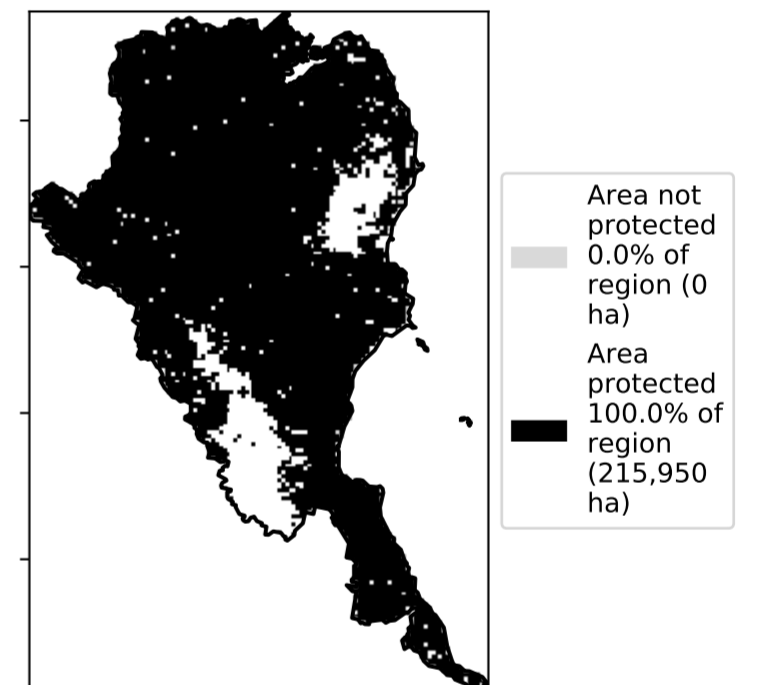 Area not
protected
0.0% of
region (0
ha)
Area
protected
100.0% of
region
(215,950
ha)